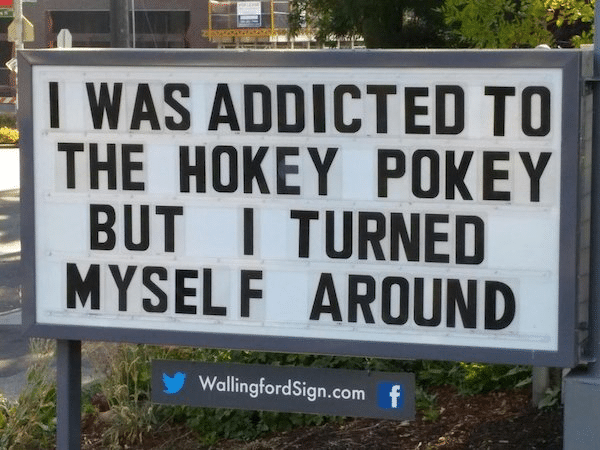 I WAS ADDICTED TO
THE HOKEY POKEY
BUT I TURNED
MYSELF AROUND
WallingfordSign.com f